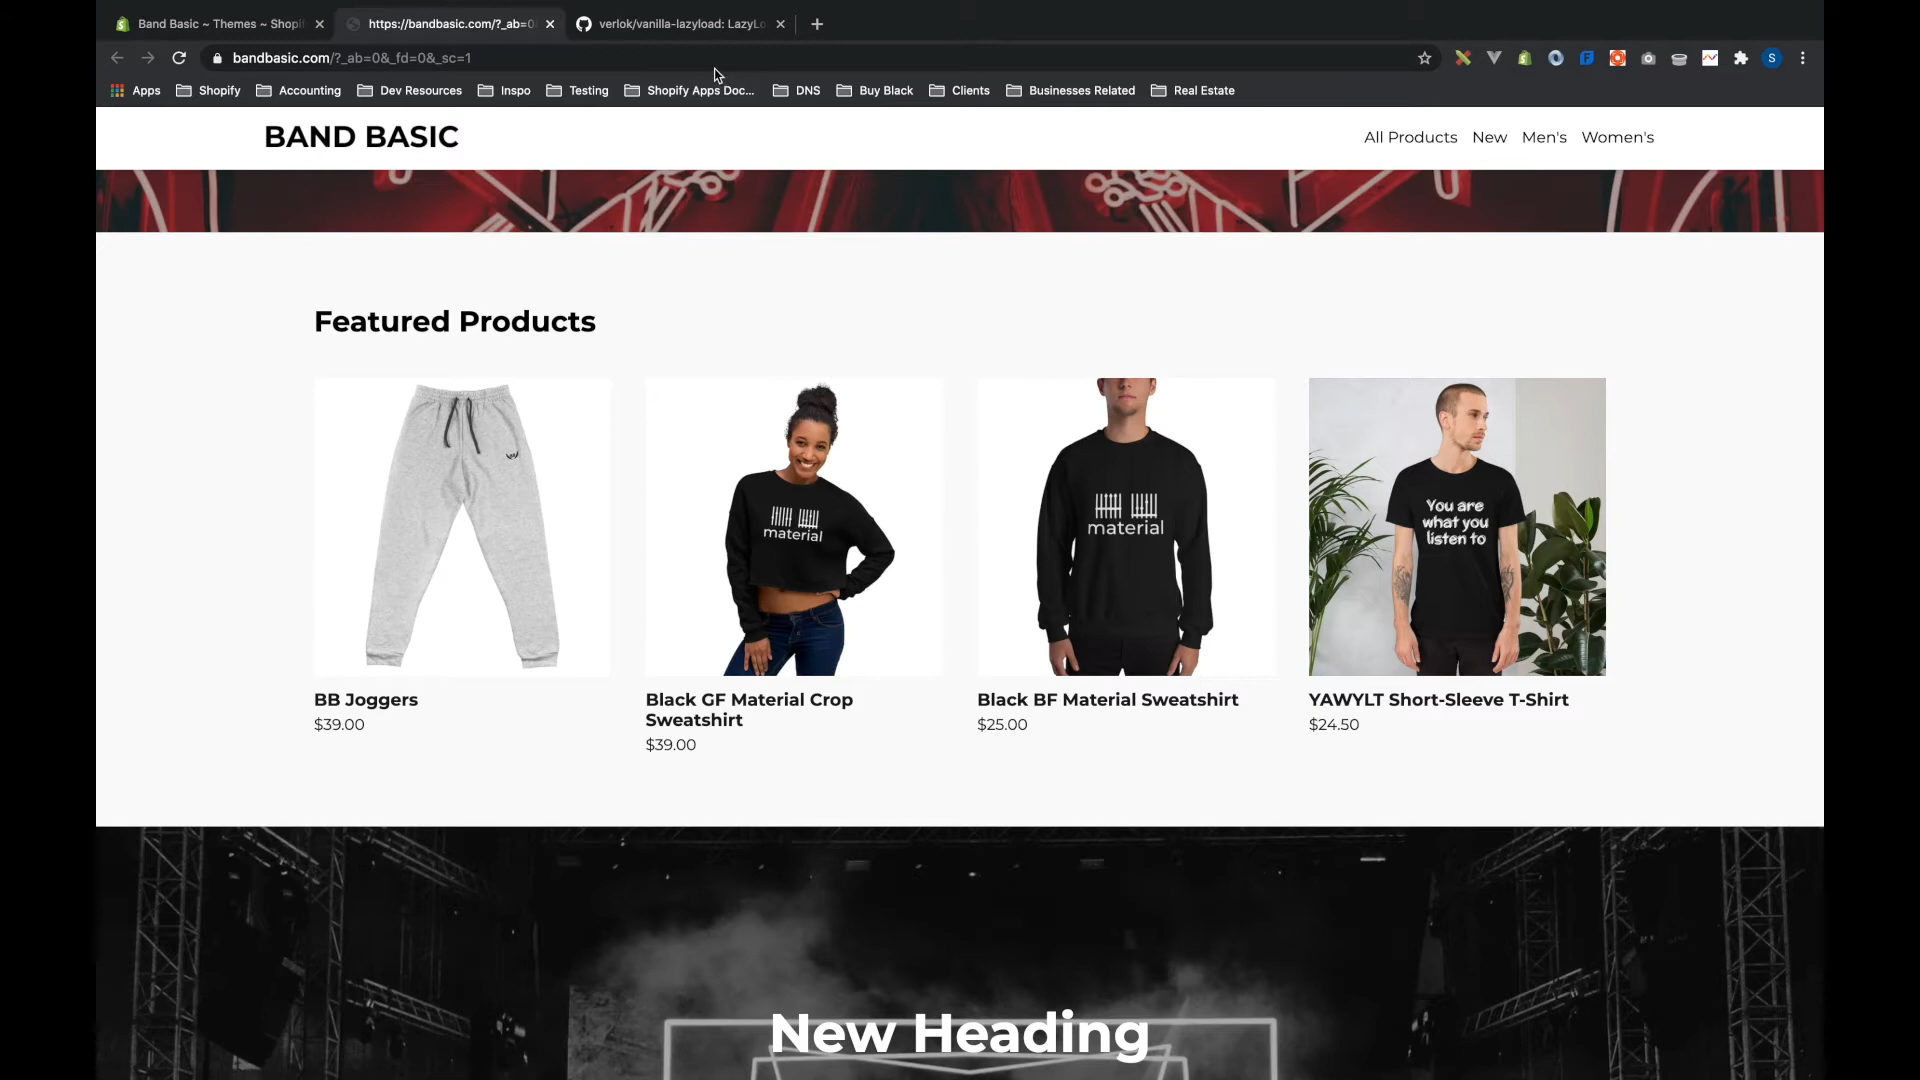 Band Basic ~ Themes ~ Shopif
https://bandbasic.com/?_ab=0
verlok/vanilla-lazyload: LazyLo
bandbasic.com/?_ab=0&_fd=0&_sc=1
S
Apps
Shopify
Accounting
Dev Resources
Inspo
Testing
Shopify Apps Doc...
DNS
Buy Black
Clients
Businesses Related
Real Estate
BAND BASIC
All Products
New
Men's
Women's
Featured Products
material
material
You are
what you
listen to
BB Joggers
$39.00
Black GF Material Crop
Sweatshirt
$39.00
Black BF Material Sweatshirt
$25.00
YAWYLT Short-Sleeve T-Shirt
$24.50
New Heading